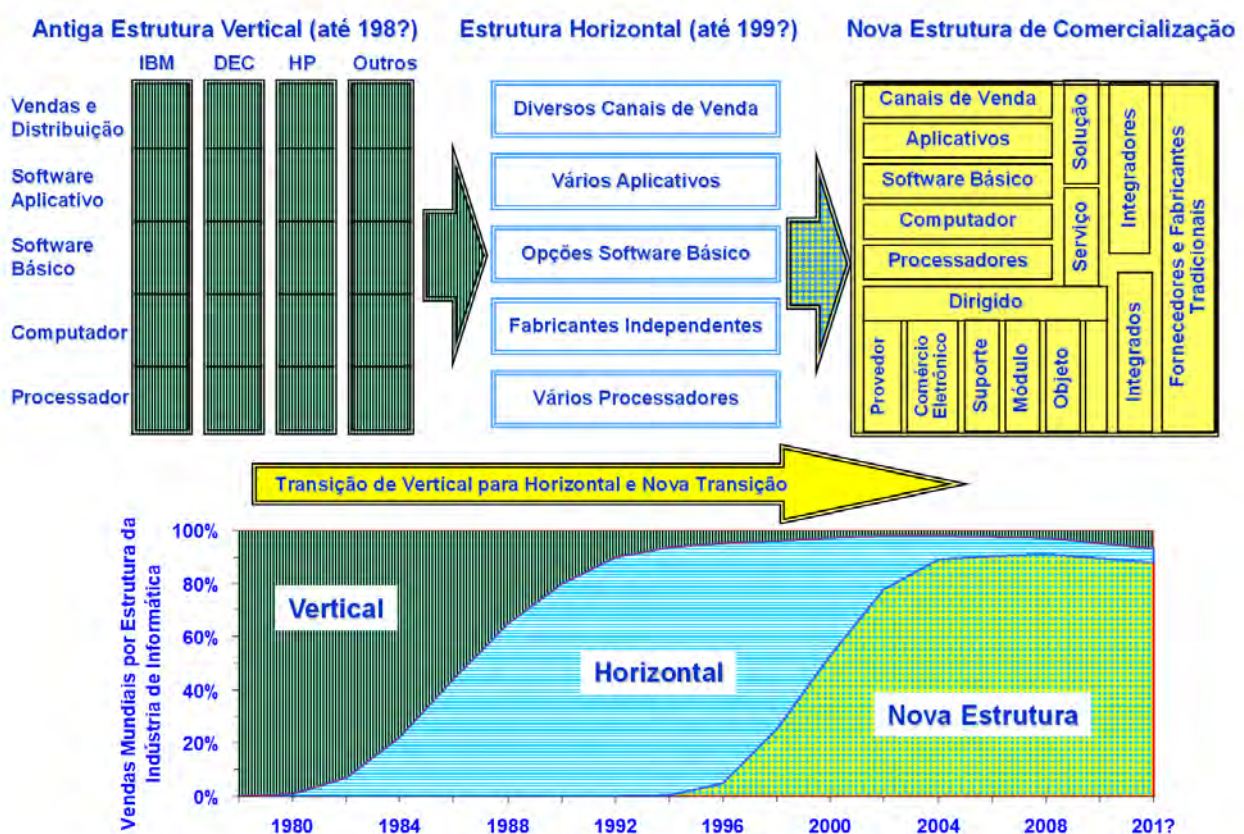 Antiga Estrutura Vertical (até 198?)
Estrutura Horizontal (até 199?)
Nova Estrutura de Comercialização
IBM
DEC
HP
Outros
Vendas e
Distribuição
Software
Aplicativo
Software
Básico
Computador
Processador
Diversos Canais de Venda
Vários Aplicativos
Opções Software Básico
Fabricantes Independentes
Vários Processadores
Canais de Venda
Aplicativos
Software Básico
Computador
Processadores
Dirigido
Provedor
Comércio
Eletrônico
Suporte
Módulo
Objeto
Solução
Serviço
Integradores
Integrados
Fornecedores e Fabricantes
Tradicionais
Transição de Vertical para Horizontal e Nova Transição
Vendas Mundiais por Estrutura da
Indústria de Informática
100%
80%
60%
40%
20%
0%
Vertical
Horizontal
Nova Estrutura
1980
1984
1988
1992
1996
2000
2004
2008
201?